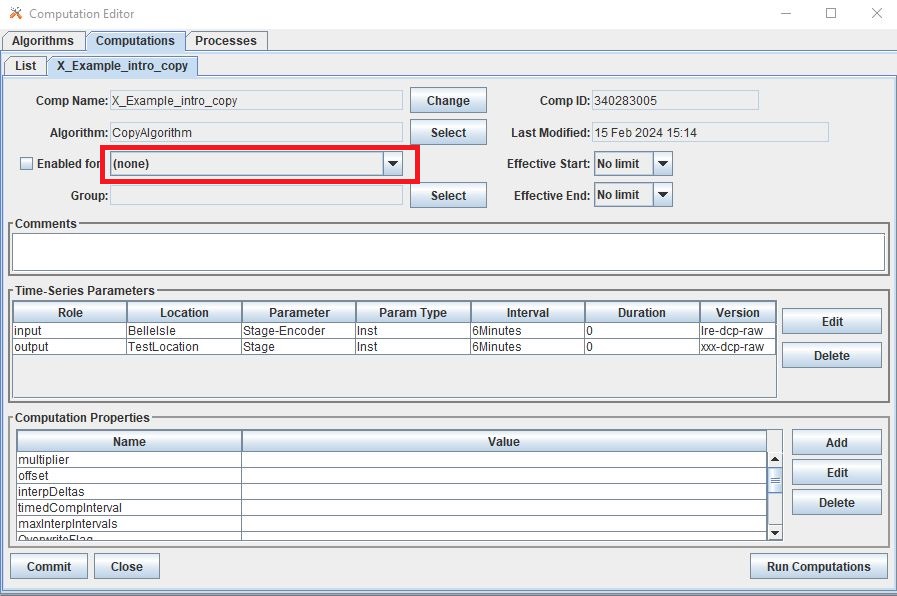 Computation Editor
Algorithms Computations Processes
List X_Example_intro_copy
Comp Name: X_Example_intro_copy Change Comp ID: 340283005
Algorithm: CopyAlgorithm Select Last Modified: 15 Feb 2024 15:14
Enabled for (none) Effective Start: No limit
Group: Select Effective End: No limit
Comments
Time-Series Parameters
Role Location Parameter Param Type Interval Duration Version
input BelleIsle Stage-Encoder Inst 6Minutes 0 lre-dcp-raw
output TestLocation Stage Inst 6Minutes 0 xxx-dcp-raw
Edit
Delete
Computation Properties
Name Value
multiplier
offset
interpDeltas
timedCompInterval
maxInterpIntervals
OverwriteFlag
Add
Edit
Delete
Commit Close Run Computations